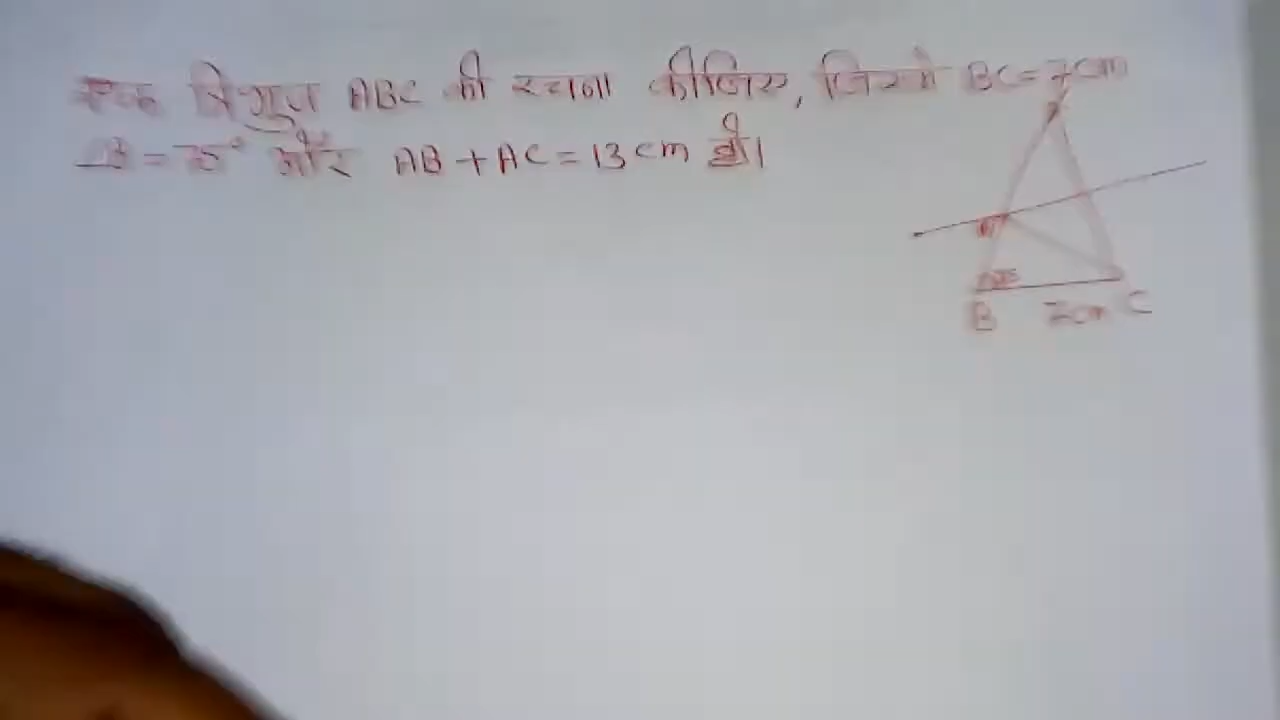 एक त्रिभुज ABC की रचना कीजिए, जिसमें BC = 7cm
∠B = 75° और AB + AC = 13 cm हो।
B 7cm C